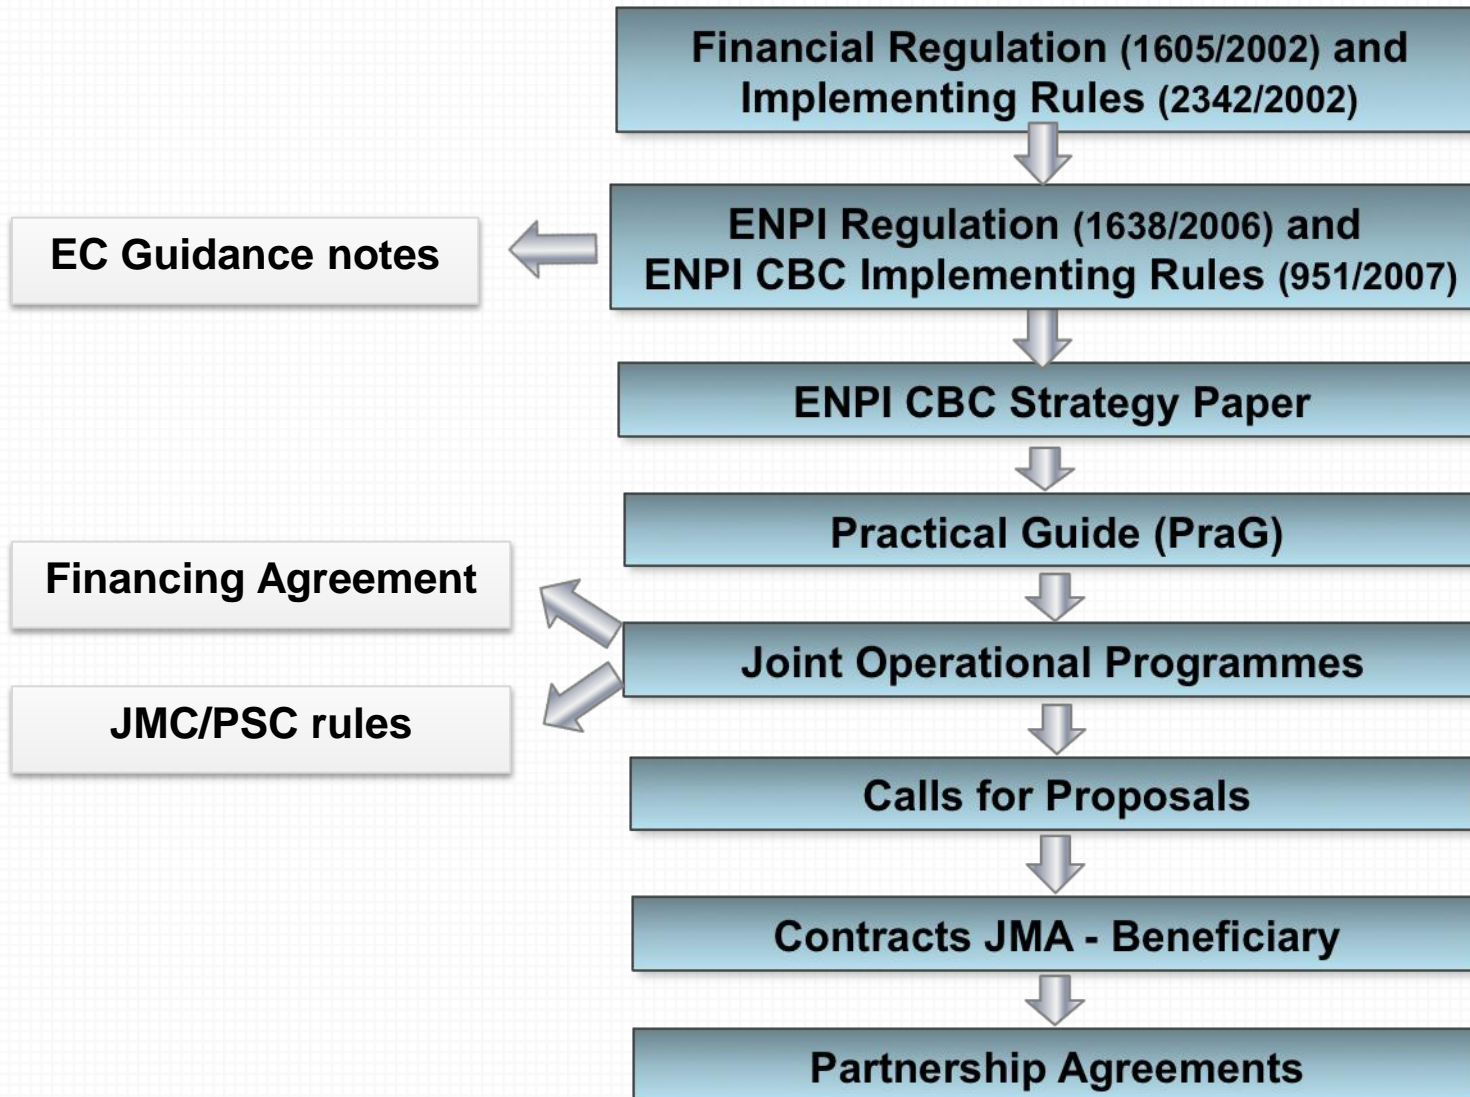 Financial Regulation (1605/2002) and
Implementing Rules (2342/2002)
ENPI Regulation (1638/2006) and
ENPI CBC Implementing Rules (951/2007)
EC Guidance notes
ENPI CBC Strategy Paper
Practical Guide (PraG)
Financing Agreement
Joint Operational Programmes
JMC/PSC rules
Calls for Proposals
Contracts JMA - Beneficiary
Partnership Agreements